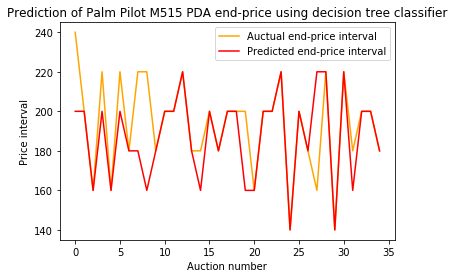 Prediction of Palm Pilot M515 PDA end-price using decision tree classifier
Auctual end-price interval
Predicted end-price interval
Price interval
240
220
200
180
160
140
0 5 10 15 20 25 30 35
Auction number